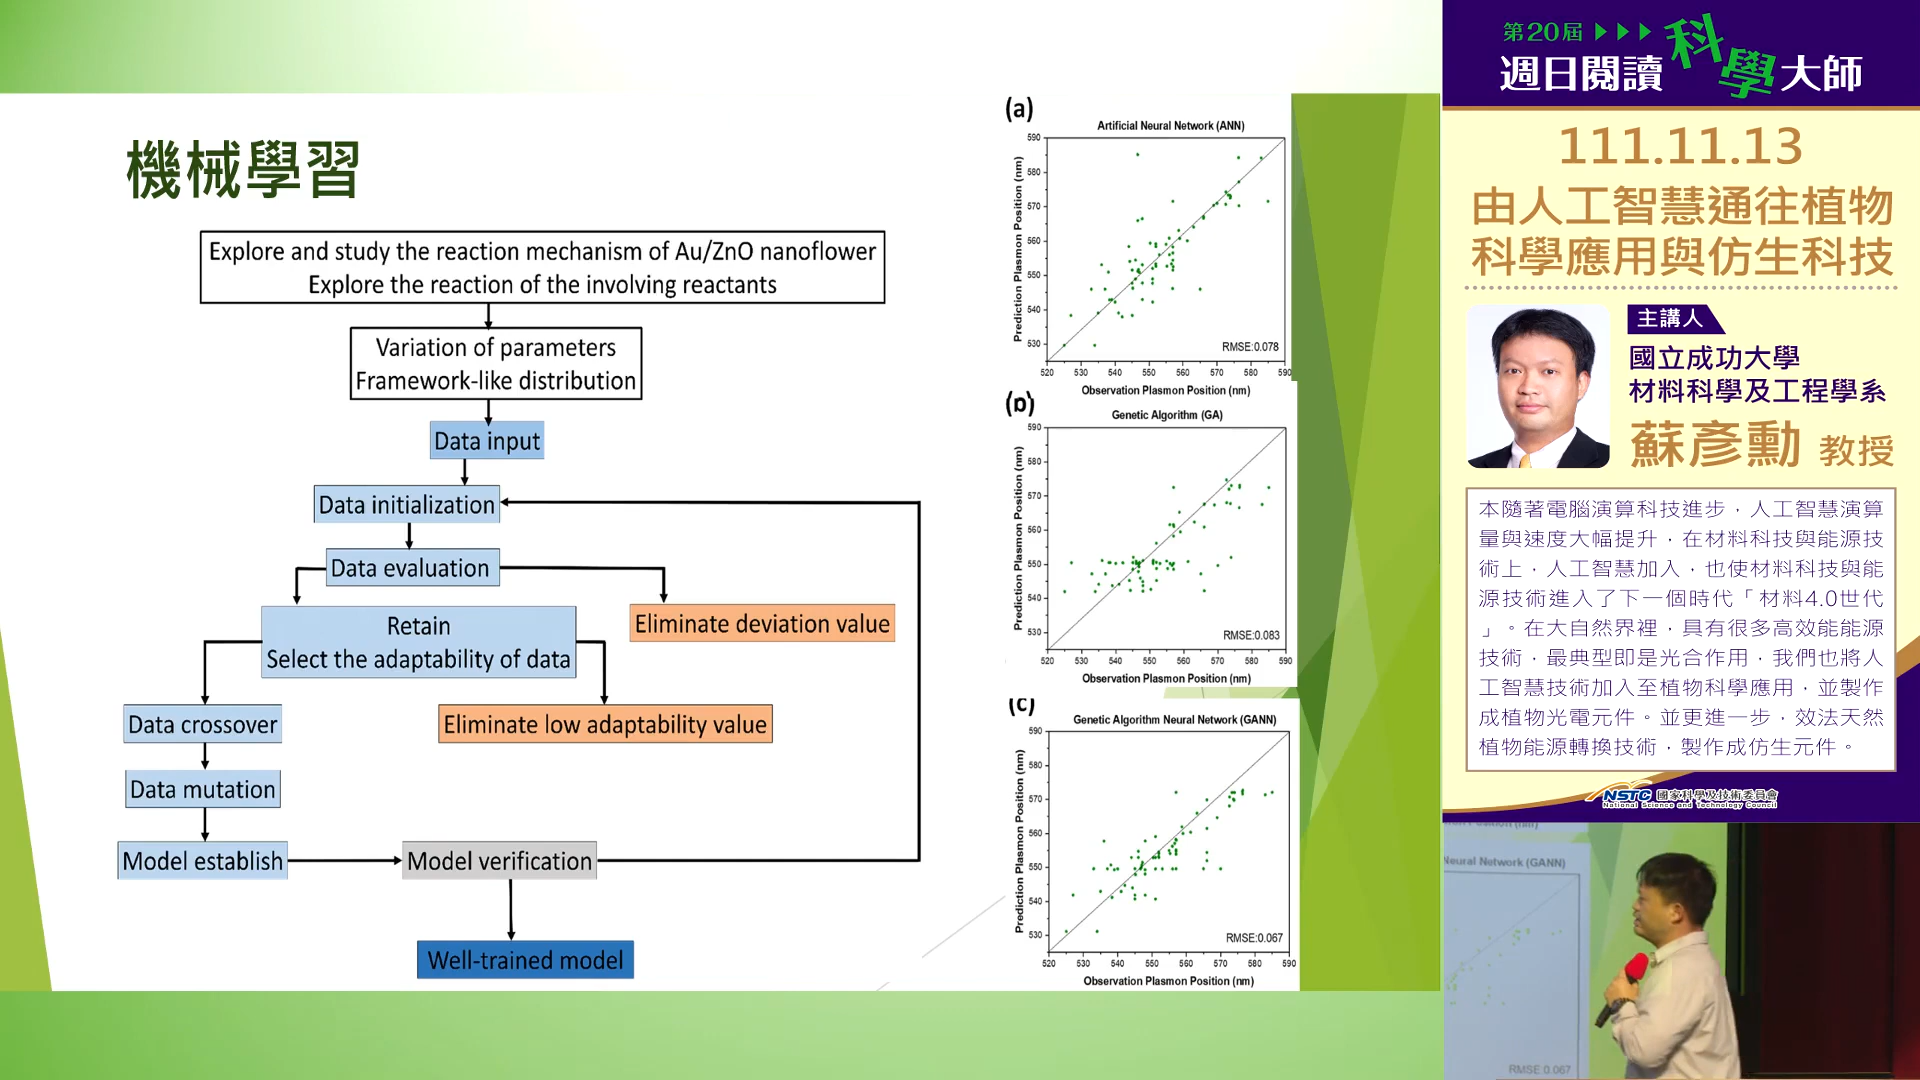 機械學習
Explore and study the reaction mechanism of Au/ZnO nanoflower
Explore the reaction of the involving reactants
Variation of parameters
Framework-like distribution
Data input
Data initialization
Data evaluation
Eliminate deviation value
Retain
Select the adaptability of data
Data crossover
Eliminate low adaptability value
Data mutation
Model establish
Model verification
Well-trained model
(a)
Artificial Neural Network (ANN)
Prediction Plasmon Position (nm)
590
580
570
560
550
540
530
RMSE:0.078
520 530 540 550 560 570 580 590
Observation Plasmon Position (nm)
(b)
Genetic Algorithm (GA)
Prediction Plasmon Position (nm)
590
580
570
560
550
540
530
RMSE:0.083
520 530 540 550 560 570 580 590
Observation Plasmon Position (nm)
(c)
Genetic Algorithm Neural Network (GANN)
Prediction Plasmon Position (nm)
590
580
570
560
550
540
530
RMSE:0.067
520 530 540 550 560 570 580 590
Observation Plasmon Position (nm)
第20屆
週日閱讀科學大師
111.11.13
由人工智慧通往植物
科學應用與仿生科技
主講人
國立成功大學
材料科學及工程學系
蘇彥勳 教授
本隨著電腦演算科技進步，人工智慧演算
量與速度大幅提升，在材料科技與能源技
術上，人工智慧加入，也使材料科技與能
源技術進入了下一個時代「材料4.0世代
」。在大自然界裡，具有很多高效能能源
技術，最典型即是光合作用，我們也將人
工智慧技術加入至植物科學應用，並製作
成植物光電元件。並更進一步，效法天然
植物能源轉換技術，製作成仿生元件。
NSTC 國家科學及技術委員會
National Science and Technology Council
Neural Network (GANN)
RMSE:0.067